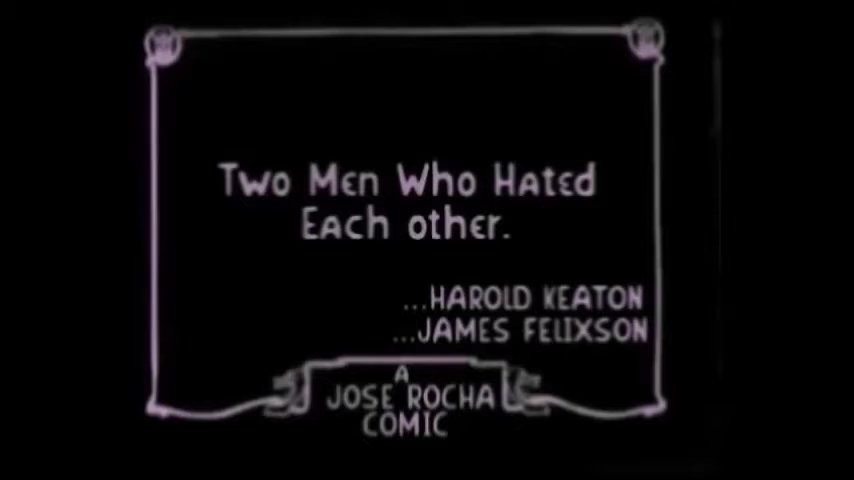 Two Men Who Hated
Each other.
...HAROLD KEATON
...JAMES FELIXSON
A
JOSE ROCHA
COMIC